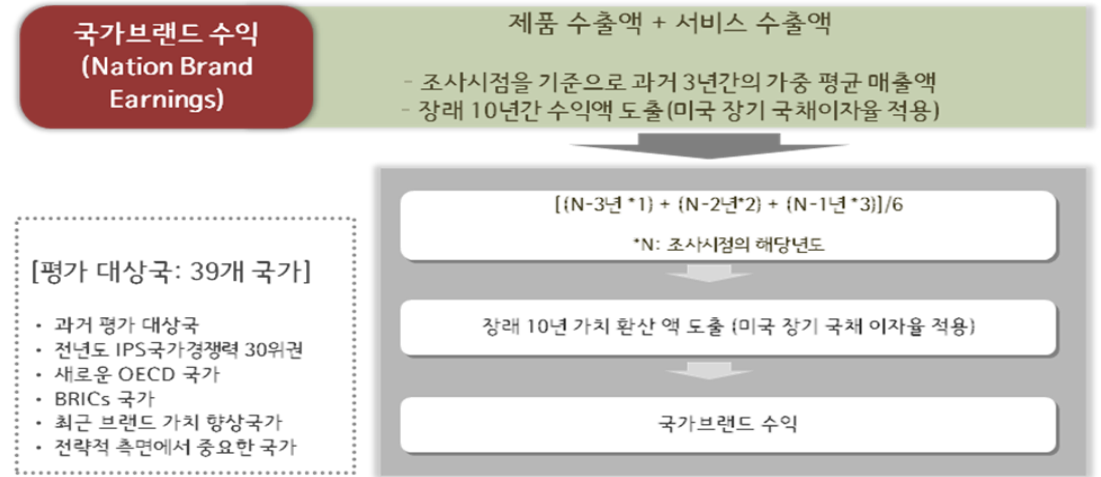 국가브랜드 수익
(Nation Brand
Earnings)
제품 수출액 + 서비스 수출액
- 조사시점을 기준으로 과거 3년간의 가중 평균 매출액
- 장래 10년간 수익액 도출(미국 장기 국채이자율 적용)
[(N-3년 *1) + (N-2년*2) + (N-1년 *3)]/6
*N: 조사시점의 해당년도
장래 10년 가치 환산 액 도출 (미국 장기 국채 이자율 적용)
국가브랜드 수익
[평가 대상국: 39개 국가]
• 과거 평가 대상국
• 전년도 IPS국가경쟁력 30위권
• 새로운 OECD 국가
• BRICs 국가
• 최근 브랜드 가치 향상국가
• 전략적 측면에서 중요한 국가